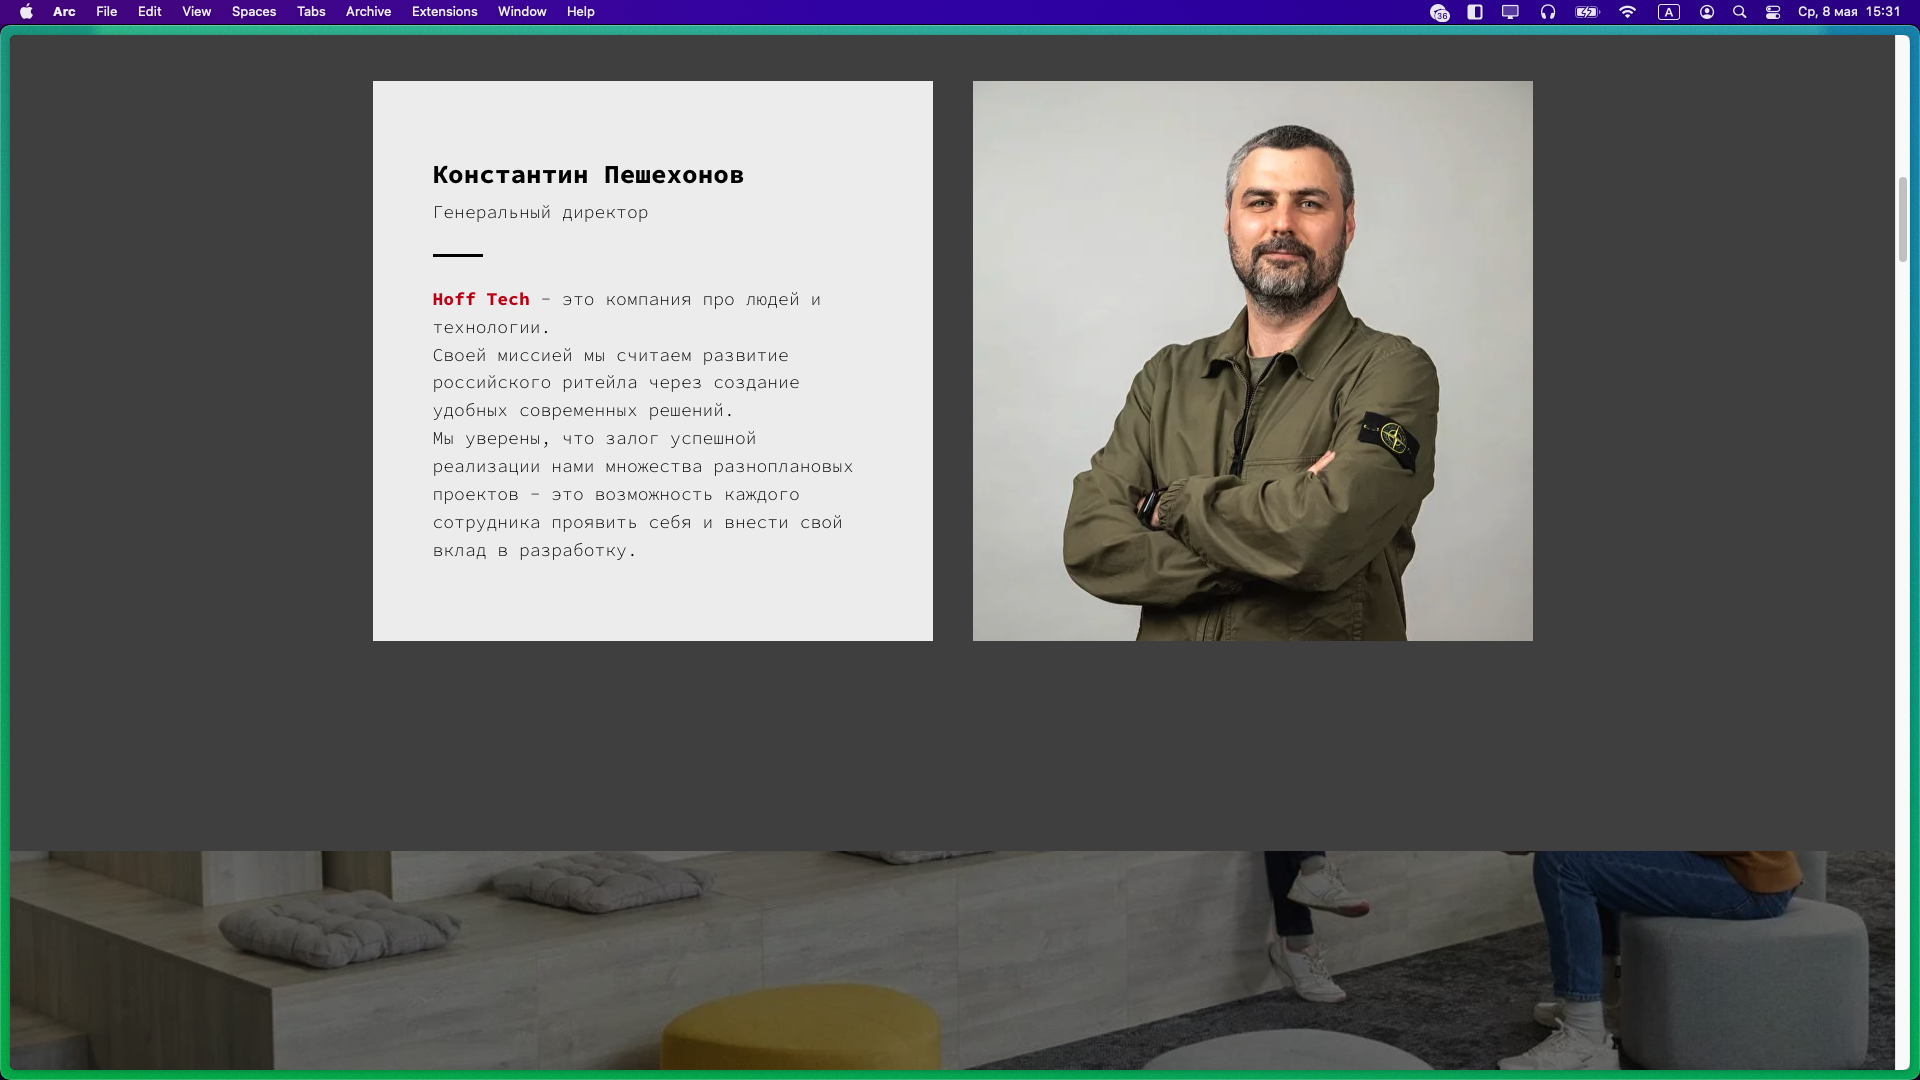 Arc File Edit View Spaces Tabs Archive Extensions Window Help
36 A Ср, 8 мая 15:31
Константин Пешехонов
Генеральный директор
Hoff Tech – это компания про людей и
технологии.
Своей миссией мы считаем развитие
российского ритейла через создание
удобных современных решений.
Мы уверены, что залог успешной
реализации нами множества разноплановых
проектов – это возможность каждого
сотрудника проявить себя и внести свой
вклад в разработку.